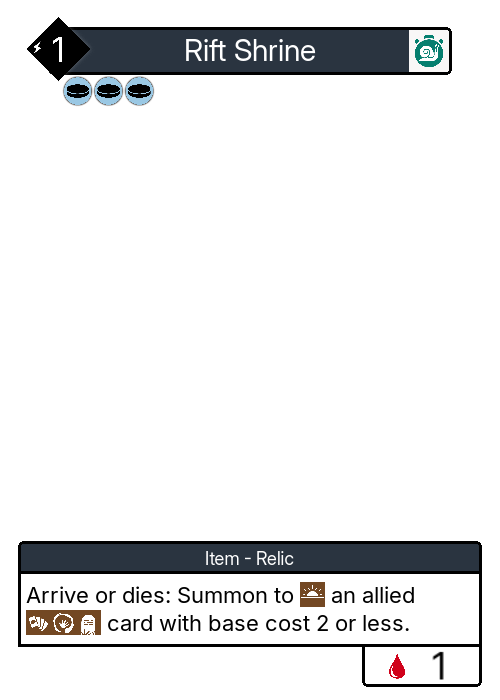 1
Rift Shrine
Item - Relic
Arrive or dies: Summon to an allied
card with base cost 2 or less.
1